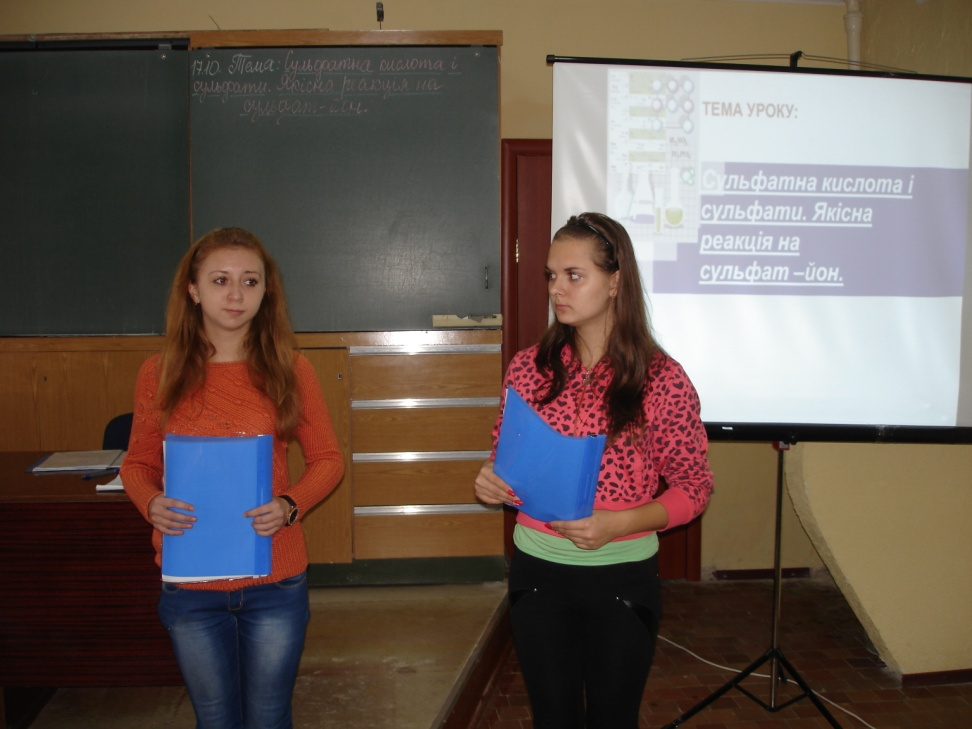 17.10. Тема: Сульфатна кислота і
сульфати. Якісна реакція на
сульфат-йон.
ТЕМА УРОКУ:
Сульфатна кислота і
сульфати. Якісна
реакція на
сульфат –йон.